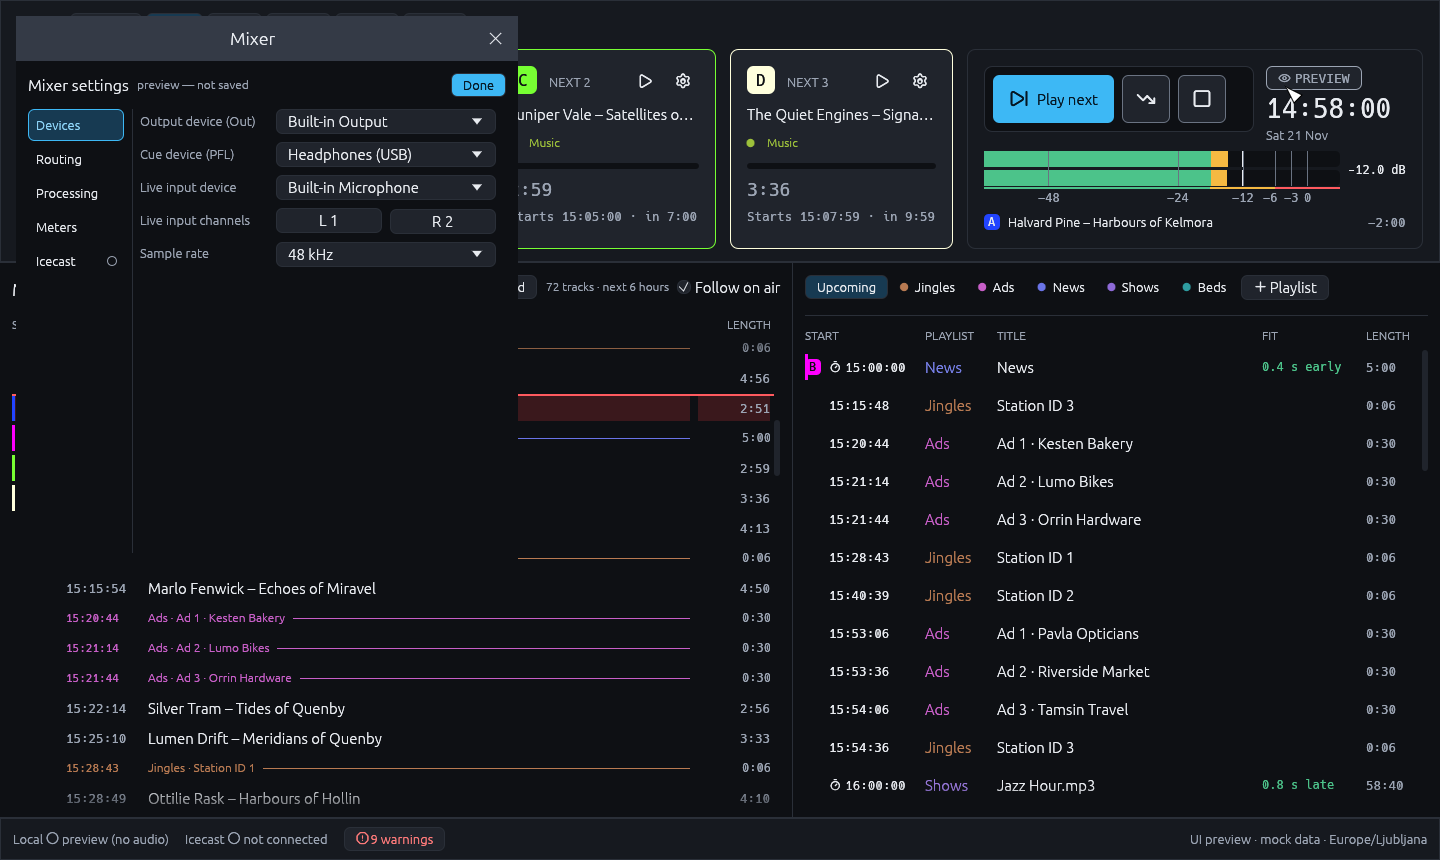 Mixer
Mixer settings preview — not saved Done
Devices
Routing
Processing
Meters
Icecast
Output device (Out) Built-in Output
Cue device (PFL) Headphones (USB)
Live input device Built-in Microphone
Live input channels L 1 R 2
Sample rate 48 kHz
C NEXT 2
uniper Vale – Satellites o…
Music
:59
tarts 15:05:00 · in 7:00
D NEXT 3
The Quiet Engines – Signa…
Music
3:36
Starts 15:07:59 · in 9:59
Play next
PREVIEW
14:58:00
Sat 21 Nov
-12.0 dB
-48 -24 -12 -6 -3 0
A Halvard Pine – Harbours of Kelmora -2:00
d 72 tracks · next 6 hours Follow on air
LENGTH
0:06
4:56
2:51
5:00
2:59
3:36
4:13
0:06
15:15:54 Marlo Fenwick – Echoes of Miravel 4:50
15:20:44 Ads · Ad 1 · Kesten Bakery 0:30
15:21:14 Ads · Ad 2 · Lumo Bikes 0:30
15:21:44 Ads · Ad 3 · Orrin Hardware 0:30
15:22:14 Silver Tram – Tides of Quenby 2:56
15:25:10 Lumen Drift – Meridians of Quenby 3:33
15:28:43 Jingles · Station ID 1 0:06
15:28:49 Ottilie Rask – Harbours of Hollin 4:10
Upcoming Jingles Ads News Shows Beds + Playlist
START PLAYLIST TITLE FIT LENGTH
B 15:00:00 News News 0.4 s early 5:00
15:15:48 Jingles Station ID 3 0:06
15:20:44 Ads Ad 1 · Kesten Bakery 0:30
15:21:14 Ads Ad 2 · Lumo Bikes 0:30
15:21:44 Ads Ad 3 · Orrin Hardware 0:30
15:28:43 Jingles Station ID 1 0:06
15:40:39 Jingles Station ID 2 0:06
15:53:06 Ads Ad 1 · Pavla Opticians 0:30
15:53:36 Ads Ad 2 · Riverside Market 0:30
15:54:06 Ads Ad 3 · Tamsin Travel 0:30
15:54:36 Jingles Station ID 3 0:06
16:00:00 Shows Jazz Hour.mp3 0.8 s late 58:40
Local preview (no audio) Icecast not connected 9 warnings UI preview · mock data · Europe/Ljubljana